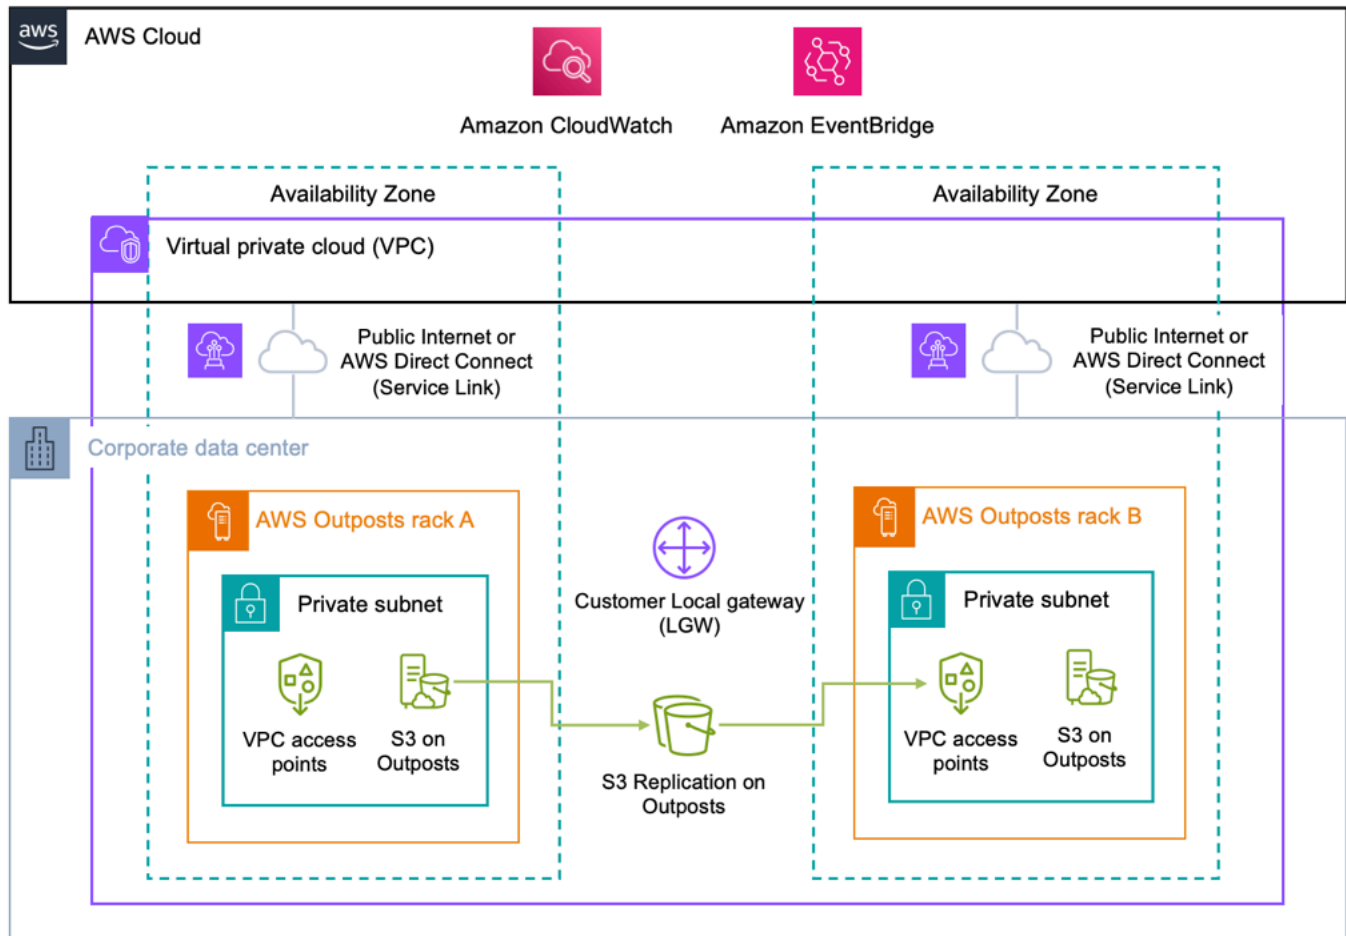 aws
AWS Cloud
Amazon CloudWatch
Amazon EventBridge
Availability Zone
Availability Zone
Virtual private cloud (VPC)
Public Internet or
AWS Direct Connect
(Service Link)
Public Internet or
AWS Direct Connect
(Service Link)
Corporate data center
AWS Outposts rack A
Private subnet
VPC access
points
S3 on
Outposts
Customer Local gateway
(LGW)
S3 Replication on
Outposts
AWS Outposts rack B
Private subnet
VPC access
points
S3 on
Outposts